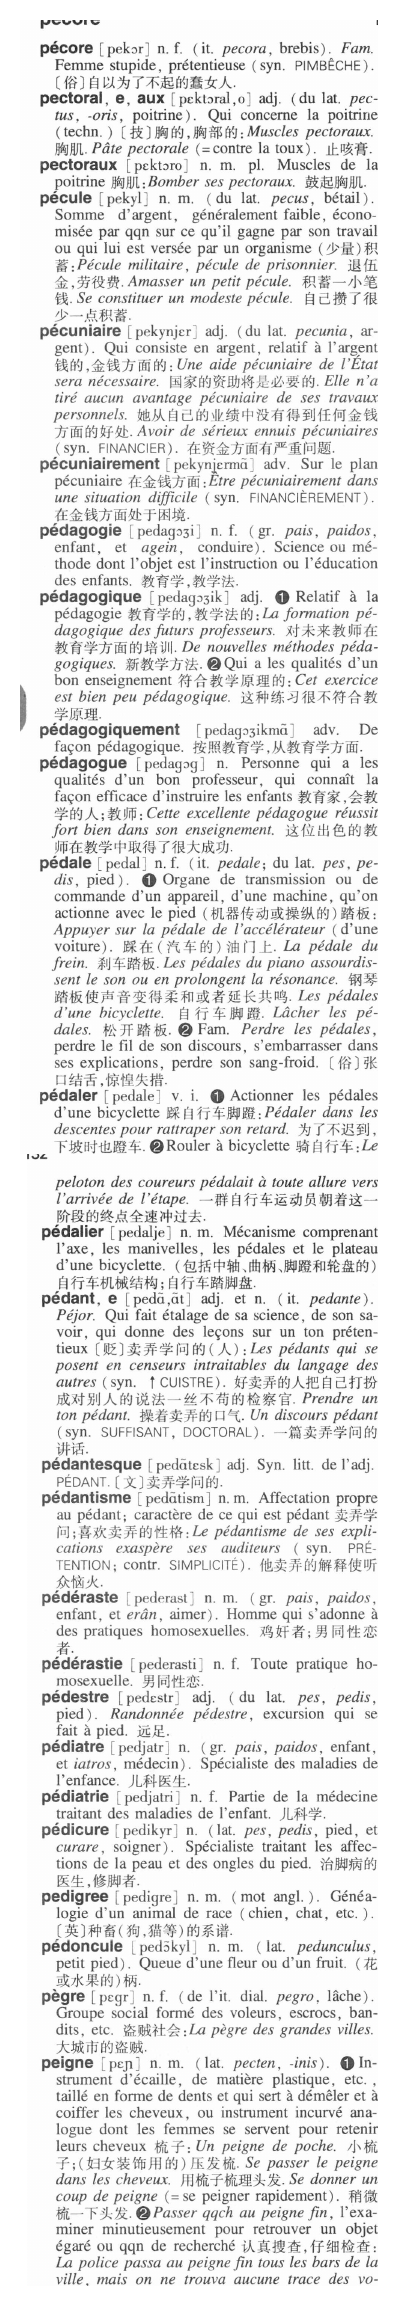 pécore
pécore [pekɔr] n. f. (it. pecora, brebis). Fam.
Femme stupide, prétentieuse (syn. PIMBÊCHE).
〔俗〕自以为了不起的蠢女人.
pectoral, e, aux [pɛktɔral,o] adj. (du lat. pec-
tus, -oris, poitrine). Qui concerne la poitrine
(techn.)〔技〕胸的,胸部的:Muscles pectoraux.
胸肌. Pâte pectorale (=contre la toux). 止咳膏.
pectoraux [pɛktɔro] n. m. pl. Muscles de la
poitrine 胸肌:Bomber ses pectoraux. 鼓起胸肌.
pécule [pekyl] n. m. (du lat. pecus, bétail).
Somme d'argent, généralement faible, écono-
misée par qqn sur ce qu'il gagne par son travail
ou qui lui est versée par un organisme (少量)积
蓄:Pécule militaire, pécule de prisonnier. 退伍
金,劳役费. Amasser un petit pécule. 积蓄一小笔
钱. Se constituer un modeste pécule. 自己攒了很
少一点积蓄.
pécuniaire [pekynjɛr] adj. (du lat. pecunia, ar-
gent). Qui consiste en argent, relatif à l'argent
钱的,金钱方面的:Une aide pécuniaire de l'État
sera nécessaire. 国家的资助将是必要的. Elle n'a
tiré aucun avantage pécuniaire de ses travaux
personnels. 她从自己的业绩中没有得到任何金钱
方面的好处. Avoir de sérieux ennuis pécuniaires
(syn. FINANCIER). 在资金方面有严重问题.
pécuniairement [pekynjɛrmɑ̃] adv. Sur le plan
pécuniaire 在金钱方面:Être pécuniairement dans
une situation difficile (syn. FINANCIÈREMENT).
在金钱方面处于困境.
pédagogie [pedagɔʒi] n. f. (gr. pais, paidos,
enfant, et agein, conduire). Science ou mé-
thode dont l'objet est l'instruction ou l'éducation
des enfants. 教育学,教学法.
pédagogique [pedagɔʒik] adj. ❶ Relatif à la
pédagogie 教育学的,教学法的:La formation pé-
dagogique des futurs professeurs. 对未来教师在
教育学方面的培训. De nouvelles méthodes péda-
gogiques. 新教学方法. ❷ Qui a les qualités d'un
bon enseignement 符合教学原理的:Cet exercice
est bien peu pédagogique. 这种练习很不符合教
学原理.
pédagogiquement [pedagɔʒikmɑ̃] adv. De
façon pédagogique. 按照教育学,从教育学方面.
pédagogue [pedagɔg] n. Personne qui a les
qualités d'un bon professeur, qui connaît la
façon efficace d'instruire les enfants 教育家,会教
学的人;教师: Cette excellente pédagogue réussit
fort bien dans son enseignement. 这位出色的教
师在教学中取得了很大成功.
pédale [pedal] n.f. (it. pedale; du lat. pes, pe-
dis, pied). ❶ Organe de transmission ou de
commande d'un appareil, d'une machine, qu'on
actionne avec le pied (机器传动或操纵的)踏板:
Appuyer sur la pédale de l'accélérateur (d'une
voiture). 踩在(汽车的)油门上. La pédale du
frein. 刹车踏板. Les pédales du piano assourdis-
sent le son ou en prolongent la résonance. 钢琴
踏板使声音变得柔和或者延长共鸣. Les pédales
d'une bicyclette. 自行车脚蹬. Lâcher les pé-
dales. 松开踏板. ❷ Fam. Perdre les pédales,
perdre le fil de son discours, s'embarrasser dans
ses explications, perdre son sang-froid. 〔俗〕张
口结舌,惊惶失措.
pédaler [pedale] v. i. ❶ Actionner les pédales
d'une bicyclette 踩自行车脚蹬:Pédaler dans les
descentes pour rattraper son retard. 为了不迟到,
下坡时也蹬车. ❷ Rouler à bicyclette 骑自行车:Le
peloton des coureurs pédalait à toute allure vers
l'arrivée de l'étape. 一群自行车运动员朝着这一
阶段的终点全速冲过去.
pédalier [pedalje] n. m. Mécanisme comprenant
l'axe, les manivelles, les pédales et le plateau
d'une bicyclette. (包括中轴、曲柄、脚蹬和轮盘的)
自行车机械结构;自行车踏脚盘.
pédant, e [pedɑ̃,ɑ̃t] adj. et n. (it. pedante).
Péjor. Qui fait étalage de sa science, de son sa-
voir, qui donne des leçons sur un ton préten-
tieux〔贬〕卖弄学问的(人):Les pédants qui se
posent en censeurs intraitables du langage des
autres (syn. ↑ CUISTRE). 好卖弄的人把自己打扮
成对别人的说法一丝不苟的检察官. Prendre un
ton pédant. 操着卖弄的口气. Un discours pédant
(syn. SUFFISANT, DOCTORAL). 一篇卖弄学问的
讲话.
pédantesque [pedɑ̃tɛsk] adj. Syn. litt. de l'adj.
PÉDANT.〔文〕卖弄学问的.
pédantisme [pedɑ̃tism] n. m. Affectation propre
au pédant; caractère de ce qui est pédant 卖弄学
问;喜欢卖弄的性格:Le pédantisme de ses expli-
cations exaspère ses auditeurs (syn. PRÉ-
TENTION; contr. SIMPLICITÉ). 他卖弄的解释使听
众恼火.
pédéraste [pederast] n. m. (gr. pais, paidos,
enfant, et erân, aimer). Homme qui s'adonne à
des pratiques homosexuelles. 鸡奸者;男同性恋
者.
pédérastie [pederasti] n. f. Toute pratique ho-
mosexuelle. 男同性恋.
pédestre [pedɛstr] adj. (du lat. pes, pedis,
pied). Randonnée pédestre, excursion qui se
fait à pied. 远足.
pédiatre [pedjatr] n. (gr. pais, paidos, enfant,
et iatros, médecin). Spécialiste des maladies de
l'enfance. 儿科医生.
pédiatrie [pedjatri] n. f. Partie de la médecine
traitant des maladies de l'enfant. 儿科学.
pédicure [pedikyr] n. (lat. pes, pedis, pied, et
curare, soigner). Spécialiste traitant les affec-
tions de la peau et des ongles du pied. 治脚病的
医生,修脚者.
pedigree [pedigre] n. m. (mot angl.). Généa-
logie d'un animal de race (chien, chat, etc.).
〔英〕种畜(狗,猫等)的系谱.
pédoncule [pedɔ̃kyl] n. m. (lat. pedunculus,
petit pied). Queue d'une fleur ou d'un fruit. (花
或水果的)柄.
pègre [pɛgr] n. f. (de l'it. dial. pegro, lâche).
Groupe social formé des voleurs, escrocs, ban-
dits, etc. 盗贼社会:La pègre des grandes villes.
大城市的盗贼.
peigne [pɛɲ] n. m. (lat. pecten, -inis). ❶ In-
strument d'écaille, de matière plastique, etc.,
taillé en forme de dents et qui sert à démêler et à
coiffer les cheveux, ou instrument incurvé ana-
logue dont les femmes se servent pour retenir
leurs cheveux 梳子: Un peigne de poche. 小梳
子;(妇女装饰用的)压发梳. Se passer le peigne
dans les cheveux. 用梳子梳理头发. Se donner un
coup de peigne (= se peigner rapidement). 稍微
梳一下头发. ❷ Passer qqch au peigne fin, l'exa-
miner minutieusement pour retrouver un objet
égaré ou qqn de recherché 认真搜查,仔细检查:
La police passa au peigne fin tous les bars de la
ville, mais on ne trouva aucune trace des vo-